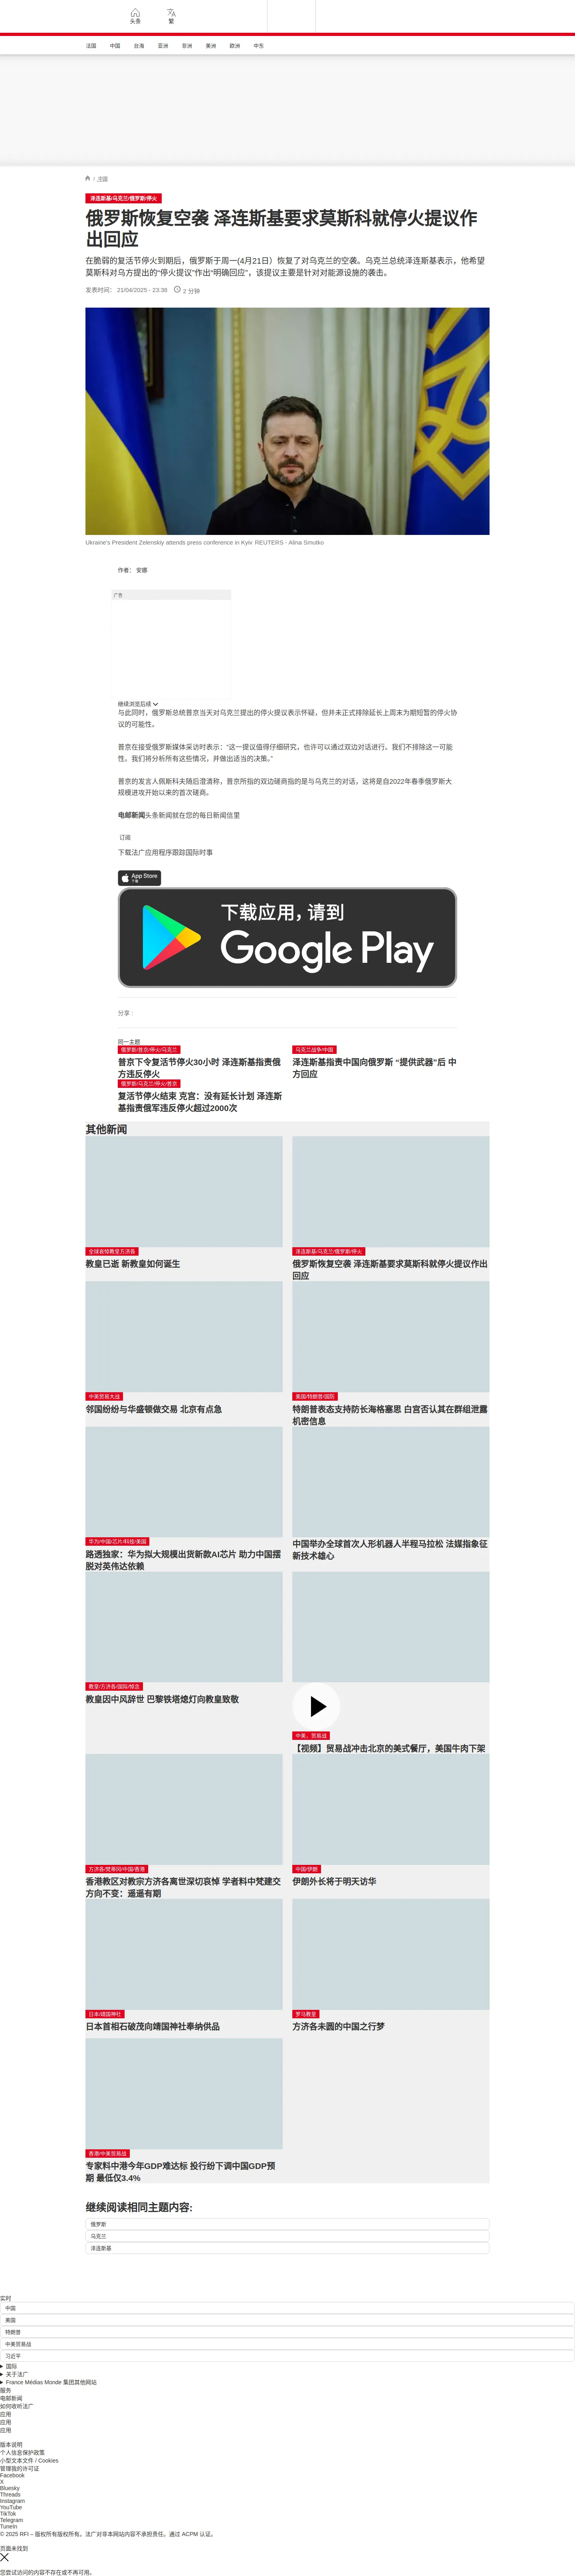 头条
繁
法国
中国
台海
亚洲
非洲
美洲
欧洲
中东
/ 中国
泽连斯基/乌克兰/俄罗斯/停火
俄罗斯恢复空袭 泽连斯基要求莫斯科就停火提议作
出回应
在脆弱的复活节停火到期后，俄罗斯于周一(4月21日）恢复了对乌克兰的空袭。乌克兰总统泽连斯基表示，他希望
莫斯科对乌方提出的“停火提议”作出“明确回应”，该提议主要是针对对能源设施的袭击。
发表时间： 21/04/2025 - 23:38
2 分钟
Ukraine's President Zelenskiy attends press conference in Kyiv REUTERS - Alina Smutko
作者： 安娜
广告
继续浏览后续
与此同时，俄罗斯总统普京当天对乌克兰提出的停火提议表示怀疑，但并未正式排除延长上周末为期短暂的停火协
议的可能性。
普京在接受俄罗斯媒体采访时表示：“这一提议值得仔细研究，也许可以通过双边对话进行。我们不排除这一可能
性。我们将分析所有这些情况，并做出适当的决策。”
普京的发言人佩斯科夫随后澄清称，普京所指的双边磋商指的是与乌克兰的对话，这将是自2022年春季俄罗斯大
规模进攻开始以来的首次磋商。
电邮新闻头条新闻就在您的每日新闻信里
订阅
下载法广应用程序跟踪国际时事
App Store
下载
下载应用，请到
Google Play
分享 :
同一主题
俄罗斯/普京/停火/乌克兰
普京下令复活节停火30小时 泽连斯基指责俄
方违反停火
乌克兰战争/中国
泽连斯基指责中国向俄罗斯 “提供武器”后 中
方回应
俄罗斯/乌克兰/停火/普京
复活节停火结束 克宫：没有延长计划 泽连斯
基指责俄军违反停火超过2000次
其他新闻
全球哀悼教皇方济各
教皇已逝 新教皇如何诞生
泽连斯基/乌克兰/俄罗斯/停火
俄罗斯恢复空袭 泽连斯基要求莫斯科就停火提议作出
回应
中美贸易大战
邻国纷纷与华盛顿做交易 北京有点急
美国/特朗普/国防
特朗普表态支持防长海格塞思 白宫否认其在群组泄露
机密信息
华为/中国/芯片/科技/美国
路透独家：华为拟大规模出货新款AI芯片 助力中国摆
脱对英伟达依赖
中国举办全球首次人形机器人半程马拉松 法媒指象征
新技术雄心
教皇/方济各/国际/悼念
教皇因中风辞世 巴黎铁塔熄灯向教皇致敬
中美．贸易战
【视频】贸易战冲击北京的美式餐厅，美国牛肉下架
方济各/梵蒂冈/中国/香港
香港教区对教宗方济各离世深切哀悼 学者料中梵建交
方向不变：遥遥有期
中国/伊朗
伊朗外长将于明天访华
日本/靖国神社
日本首相石破茂向靖国神社奉纳供品
罗马教皇
方济各未圆的中国之行梦
香港/中美贸易战
专家料中港今年GDP难达标 投行纷下调中国GDP预
期 最低仅3.4%
继续阅读相同主题内容:
俄罗斯
乌克兰
泽连斯基
实时
中国
美国
特朗普
中美贸易战
习近平
国际
关于法广
France Médias Monde 集团其他网站
服务
电邮新闻
如何收听法广
应用
应用
应用
版本说明
个人信息保护政策
小型文本文件 / Cookies
管理我的许可证
Facebook
X
Bluesky
Threads
Instagram
YouTube
TikTok
Telegram
TuneIn
© 2025 RFI – 版权所有版权所有。法广对非本网站内容不承担责任。通过 ACPM 认证。
页面未找到
您尝试访问的内容不存在或不再可用。